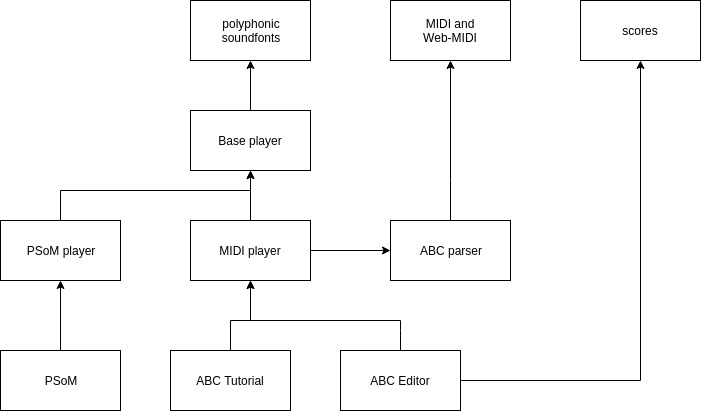 polyphonic
soundfonts
MIDI and
Web-MIDI
scores
Base player
PSoM player
MIDI player
ABC parser
PSoM
ABC Tutorial
ABC Editor